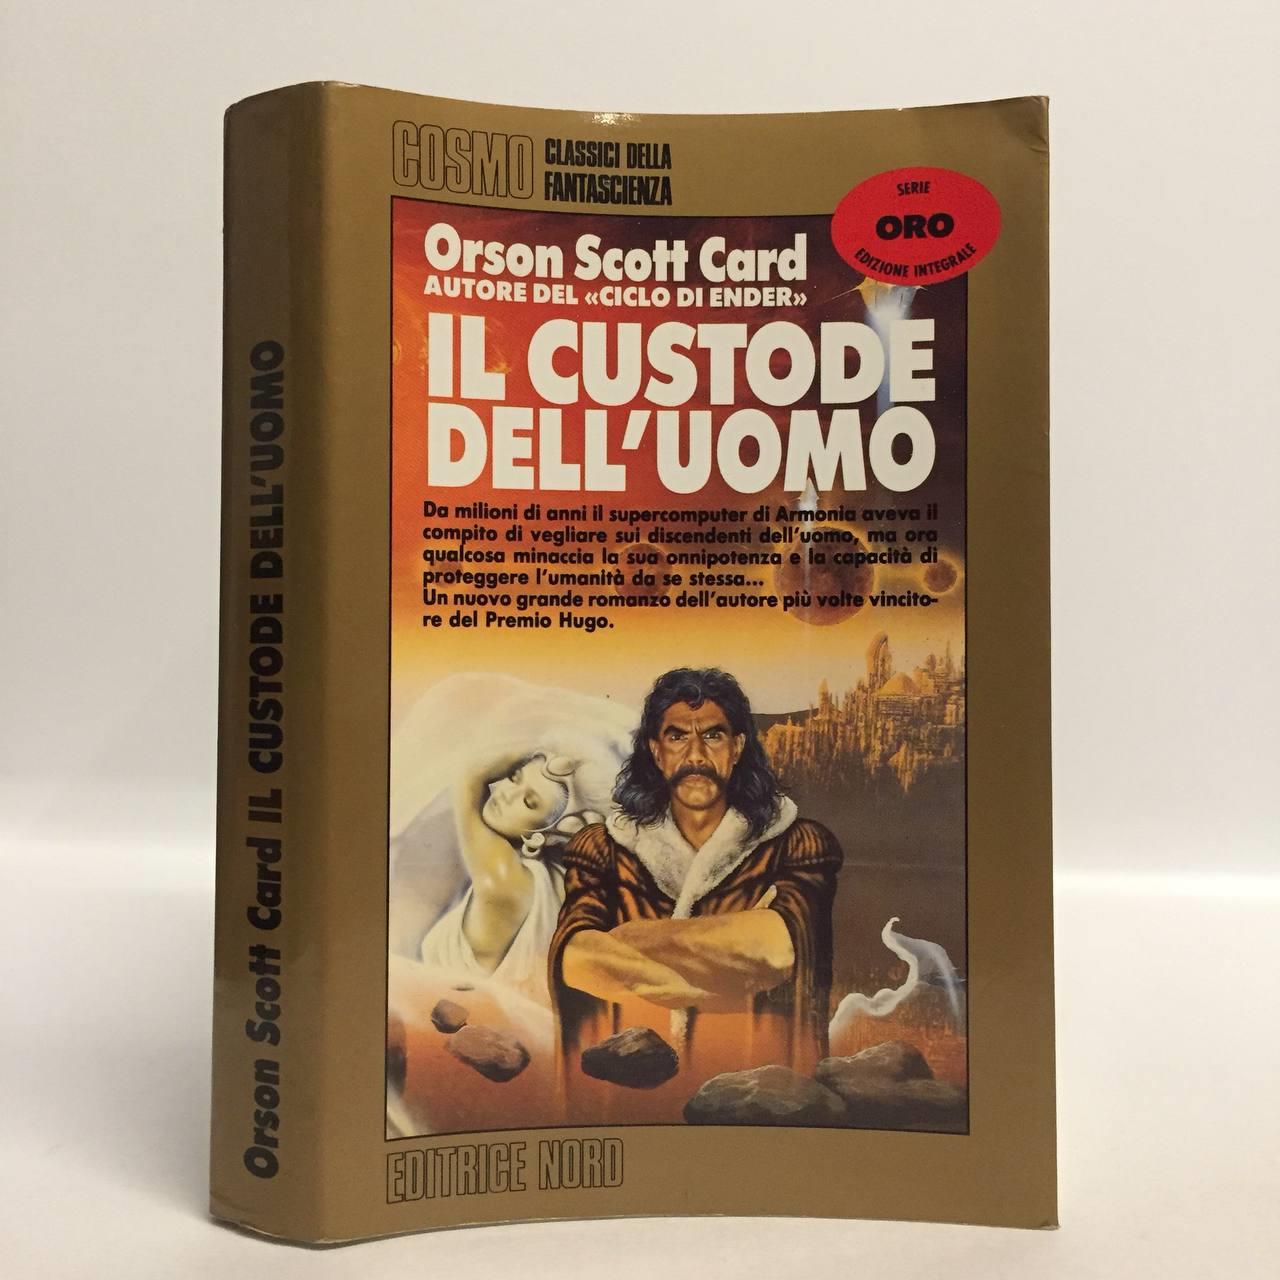 COSMO
CLASSICI DELLA
FANTASCIENZA
SERIE
ORO
EDIZIONE INTEGRALE
Orson Scott Card
AUTORE DEL «CICLO DI ENDER»
IL CUSTODE
DELL'UOMO
Da milioni di anni il supercomputer di Armonia aveva il
compito di vegliare sui discendenti dell'uomo, ma ora
qualcosa minaccia la sua onnipotenza e la capacità di
proteggere l'umanità da se stessa...
Un nuovo grande romanzo dell'autore più volte vincito-
re del Premio Hugo.
EDITRICE NORD
Orson Scott Card IL CUSTODE DELL'UOMO